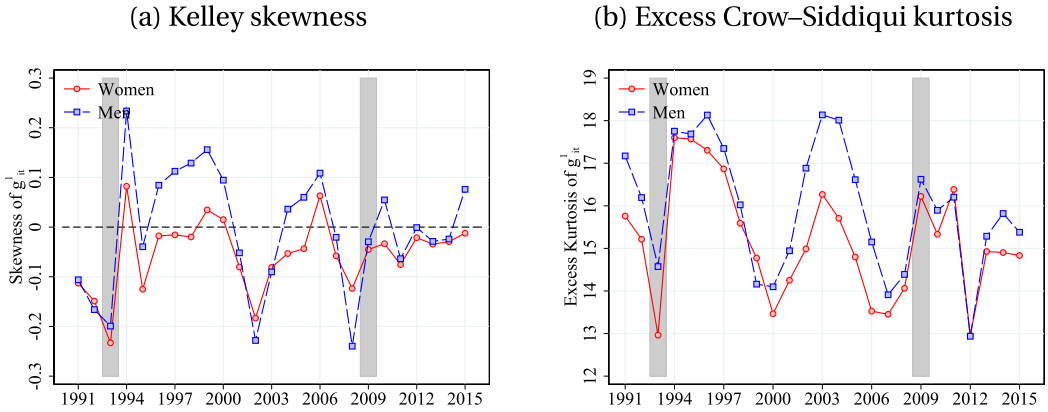 (a) Kelley skewness
Skewness of g¹ᵢₜ
0.3
0.2
0.1
0
-0.1
-0.2
-0.3
Women
Men
1991 1994 1997 2000 2003 2006 2009 2012 2015
(b) Excess Crow–Siddiqui kurtosis
Excess Kurtosis of g¹ᵢₜ
19
18
17
16
15
14
13
12
Women
Men
1991 1994 1997 2000 2003 2006 2009 2012 2015